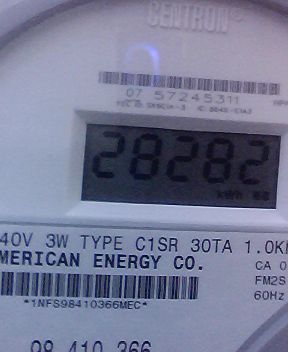 CENTRON®
07 57245311
28282
kWh
40V 3W TYPE C1SR 30TA 1.0K
MERICAN ENERGY CO.
CA 0
FM2S
60Hz
*1NFS98410366MEC*
98 410 366